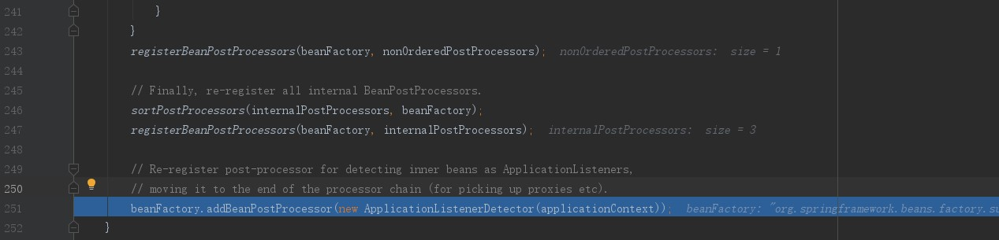 241 }
242 }
243 registerBeanPostProcessors(beanFactory, nonOrderedPostProcessors); nonOrderedPostProcessors: size = 1
244
245 // Finally, re-register all internal BeanPostProcessors.
246 sortPostProcessors(internalPostProcessors, beanFactory);
247 registerBeanPostProcessors(beanFactory, internalPostProcessors); internalPostProcessors: size = 3
248
249 // Re-register post-processor for detecting inner beans as ApplicationListeners,
250 // moving it to the end of the processor chain (for picking up proxies etc).
251 beanFactory.addBeanPostProcessor(new ApplicationListenerDetector(applicationContext)); beanFactory: "org.springframework.beans.factory.su
252 }